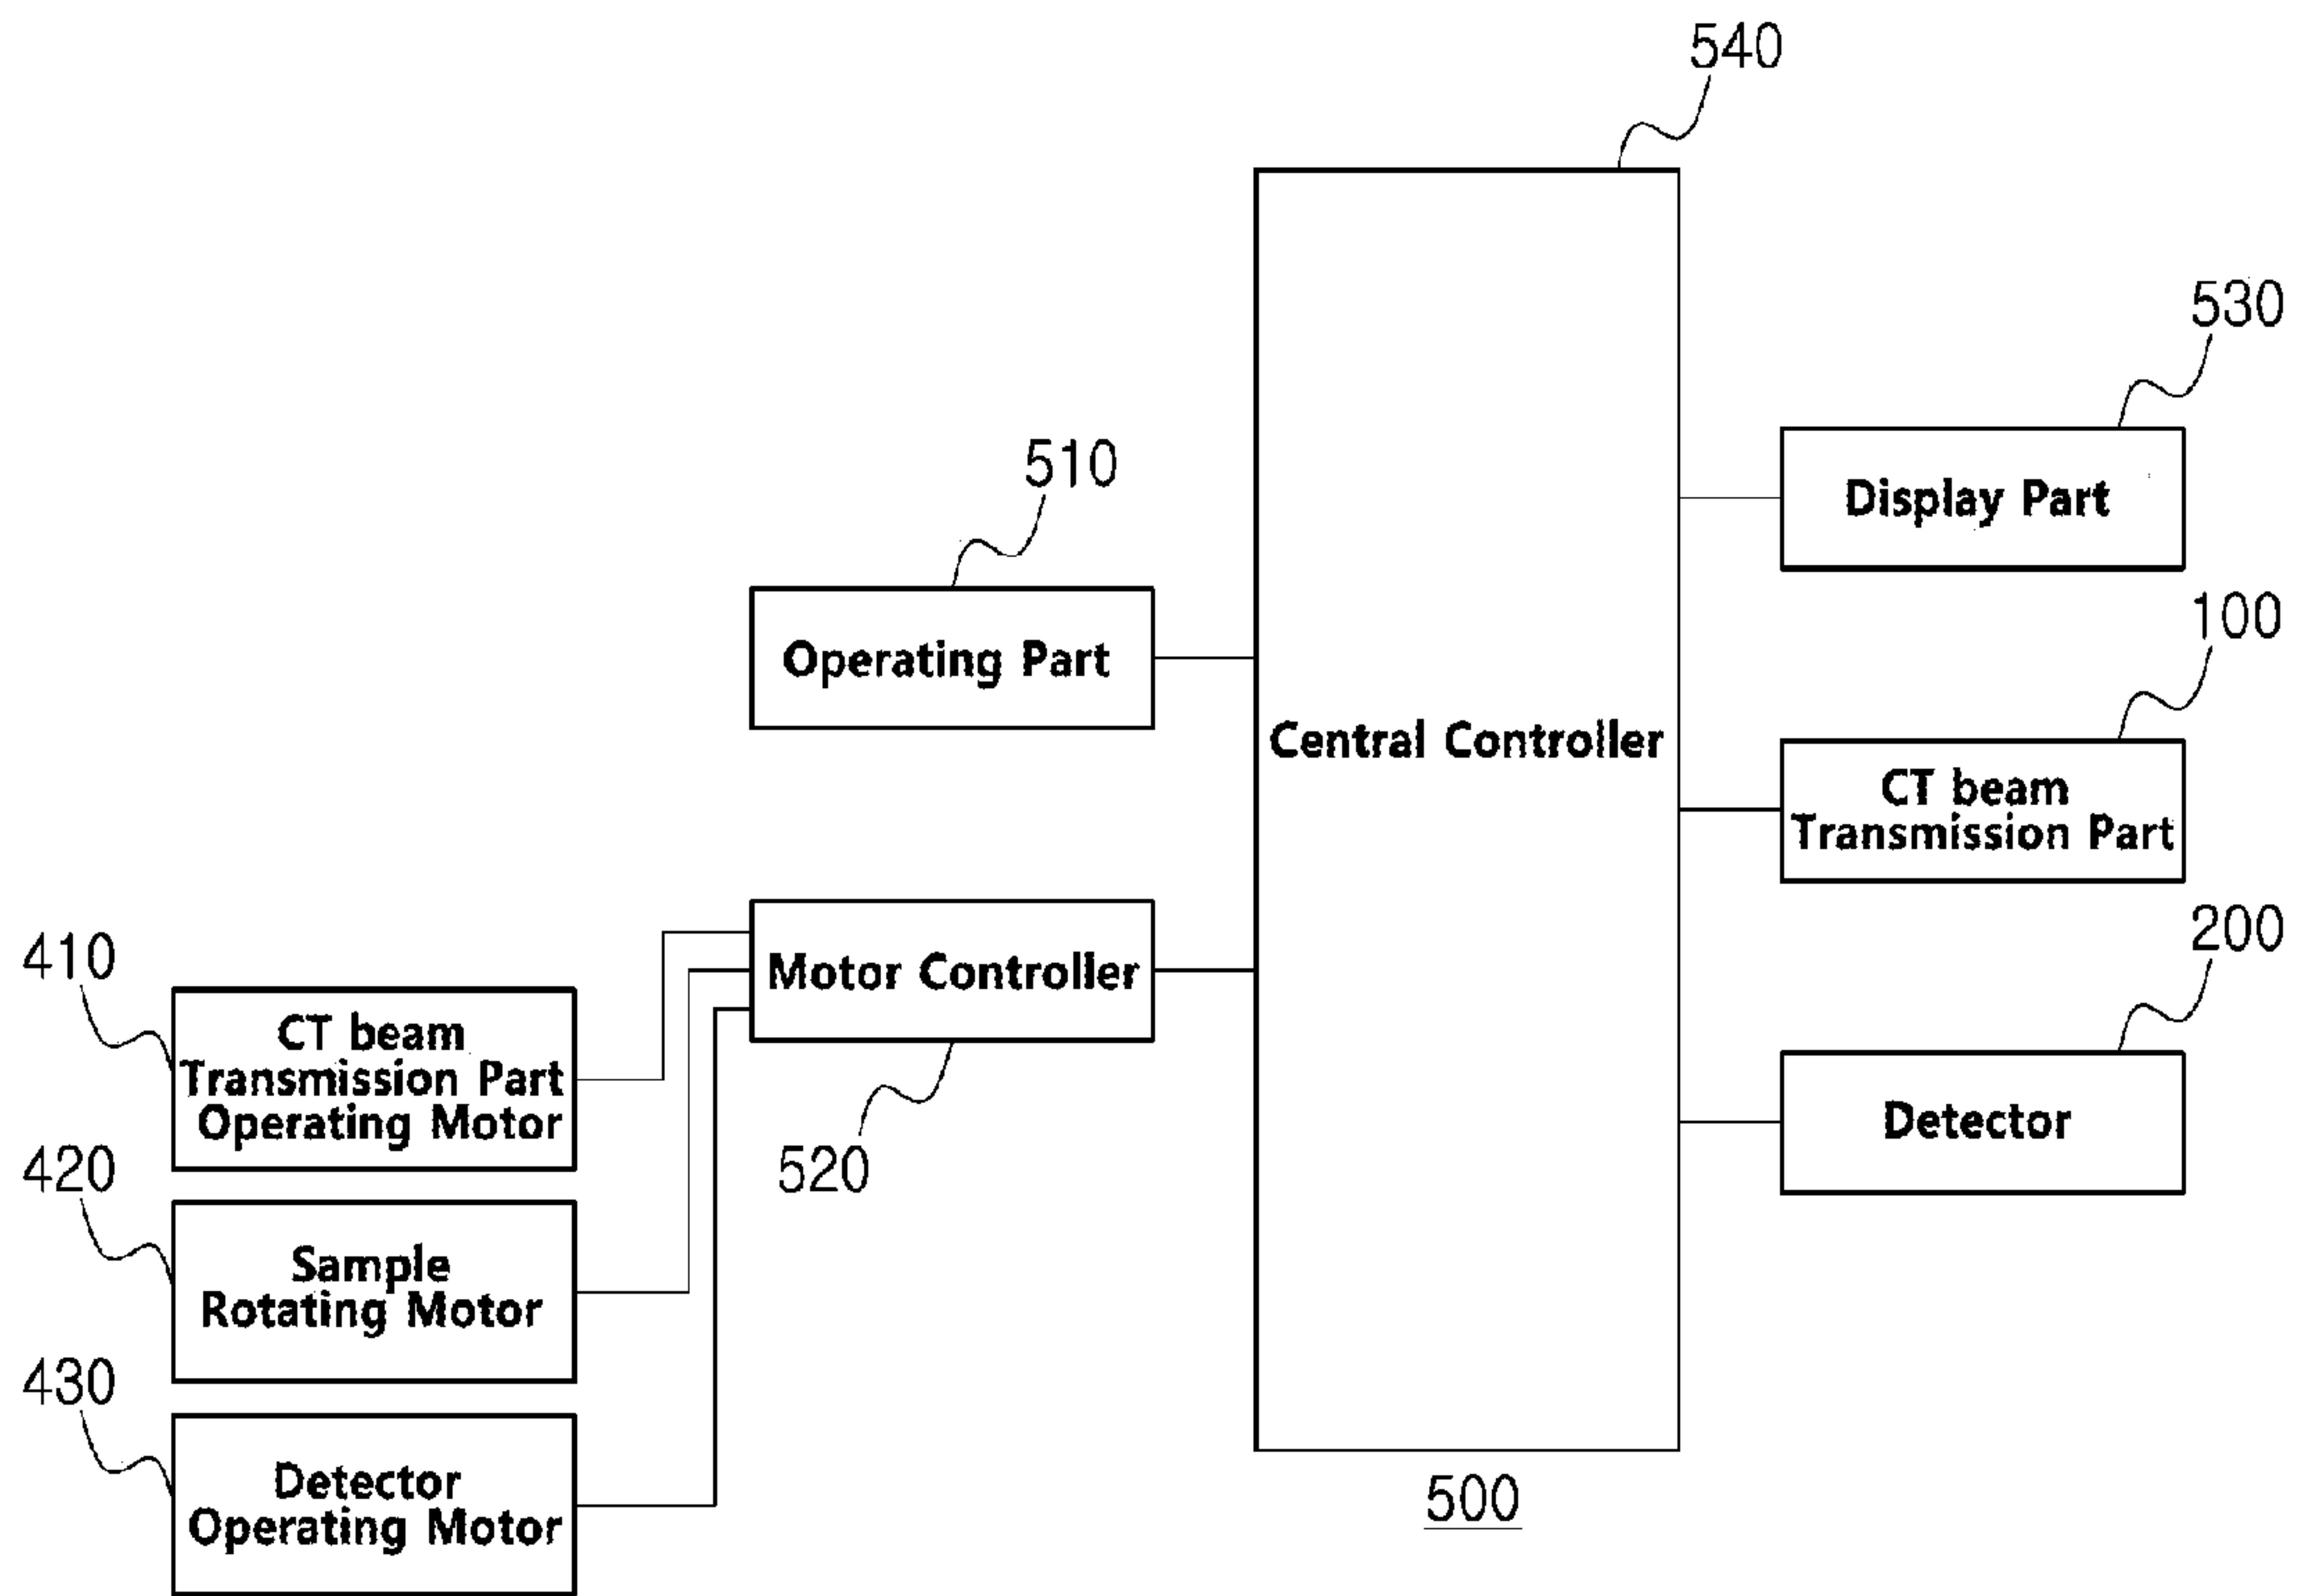 540
530
510
Display Part
100
Operating Part
Central Controller
CT beam
Transmission Part
200
410
Motor Controller
CT beam
Transmission Part
Operating Motor
Detector
420
520
Sample
Rotating Motor
430
Detector
Operating Motor
500